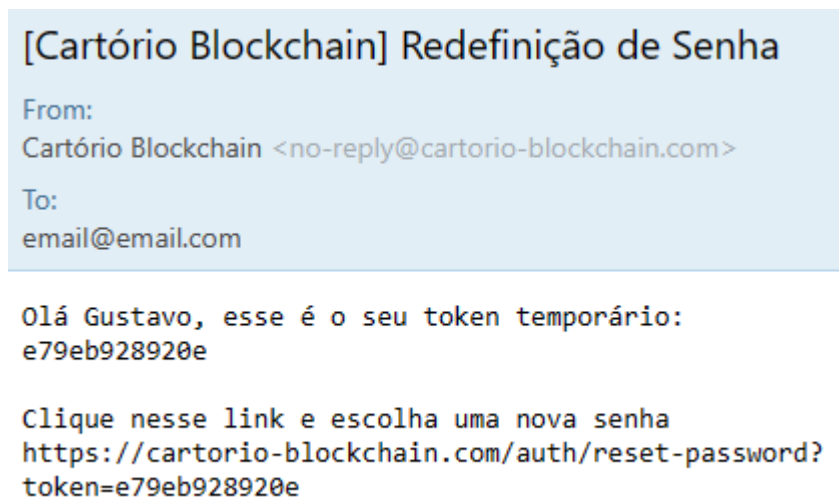 [Cartório Blockchain] Redefinição de Senha
From:
Cartório Blockchain <no-reply@cartorio-blockchain.com>
To:
email@email.com
Olá Gustavo, esse é o seu token temporário:
e79eb928920e
Clique nesse link e escolha uma nova senha
https://cartorio-blockchain.com/auth/reset-password?
token=e79eb928920e